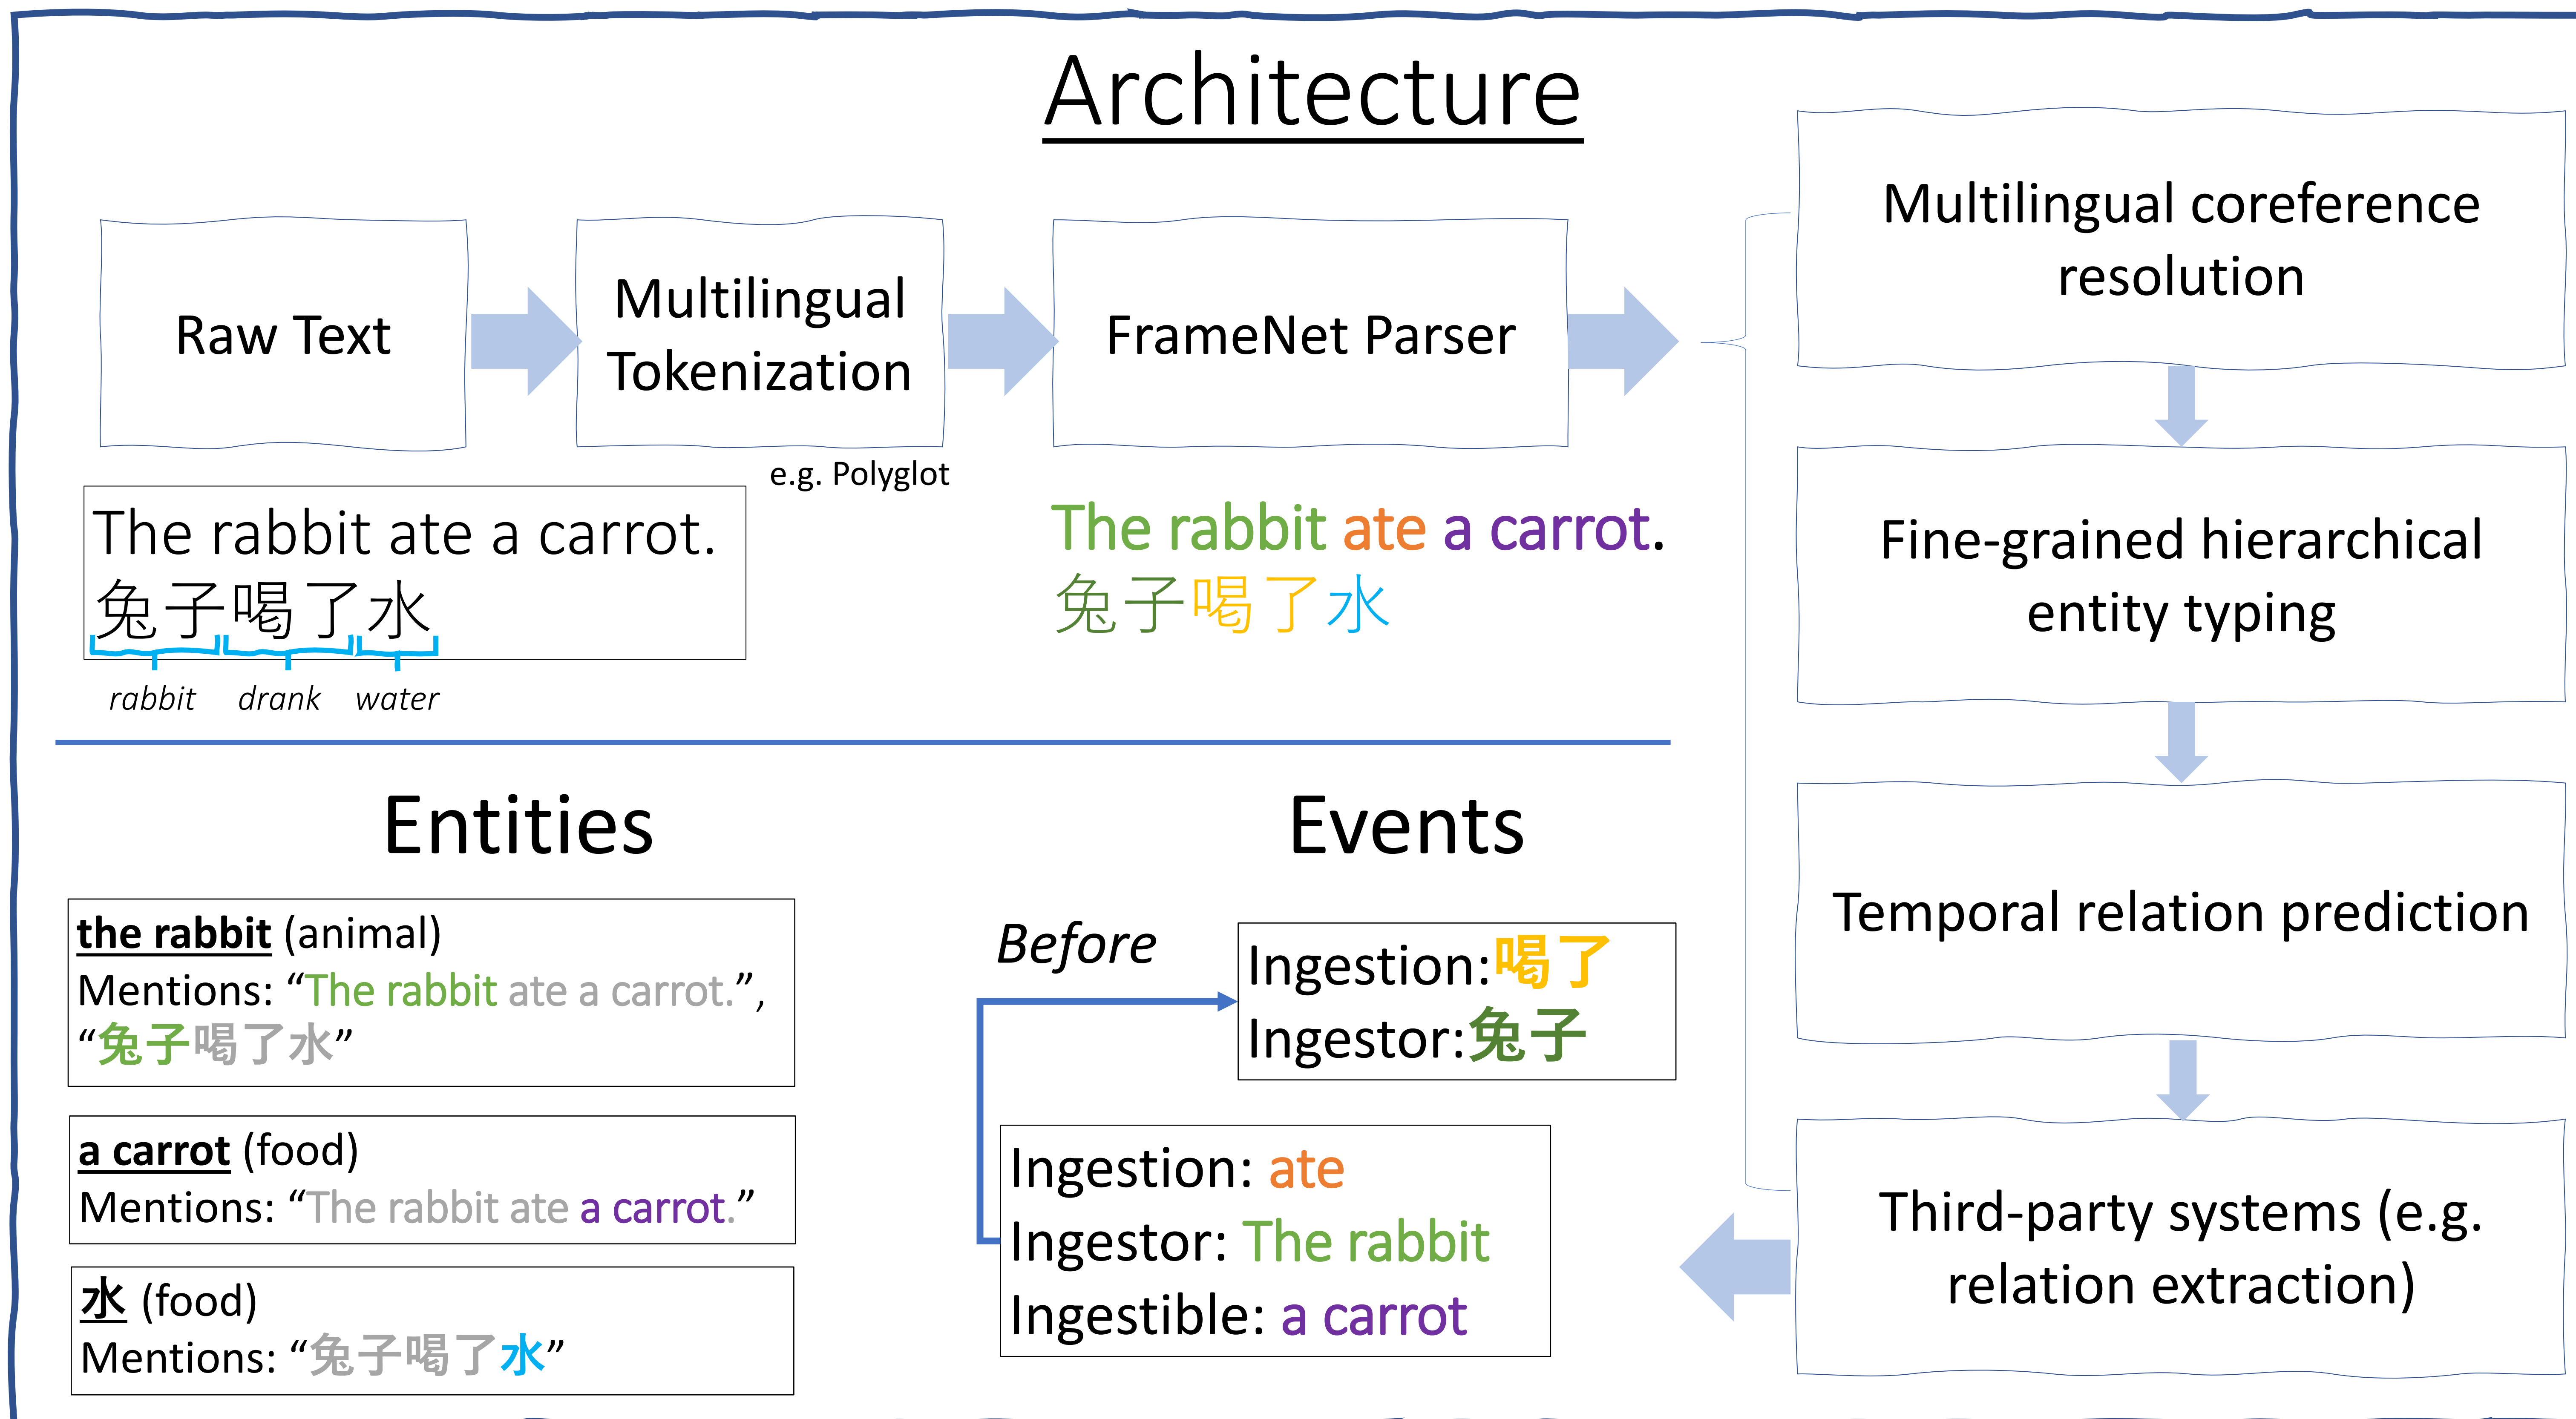 Architecture
Raw Text
Multilingual
Tokenization
e.g. Polyglot
FrameNet Parser
The rabbit ate a carrot.
兔子喝了水
rabbit drank water
The rabbit ate a carrot.
兔子喝了水
Multilingual coreference
resolution
Fine-grained hierarchical
entity typing
Temporal relation prediction
Third-party systems (e.g.
relation extraction)
Entities
the rabbit (animal)
Mentions: “The rabbit ate a carrot.”,
“兔子喝了水”
a carrot (food)
Mentions: “The rabbit ate a carrot.”
水 (food)
Mentions: “兔子喝了水”
Events
Before
Ingestion:喝了
Ingestor:兔子
Ingestion: ate
Ingestor: The rabbit
Ingestible: a carrot